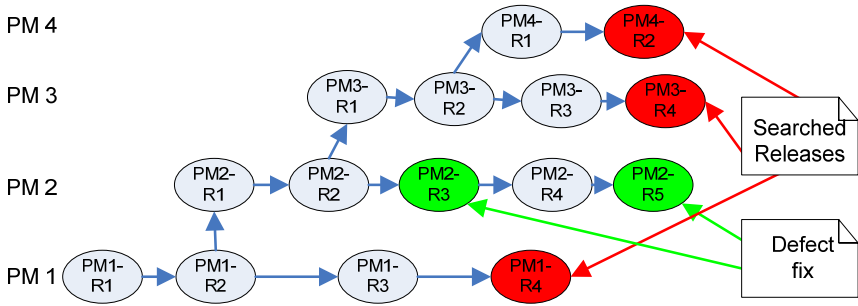 PM 4
PM4-
R1
PM4-
R2
PM 3
PM3-
R1
PM3-
R2
PM3-
R3
PM3-
R4
Searched
Releases
PM 2
PM2-
R1
PM2-
R2
PM2-
R3
PM2-
R4
PM2-
R5
Defect
fix
PM 1
PM1-
R1
PM1-
R2
PM1-
R3
PM1-
R4